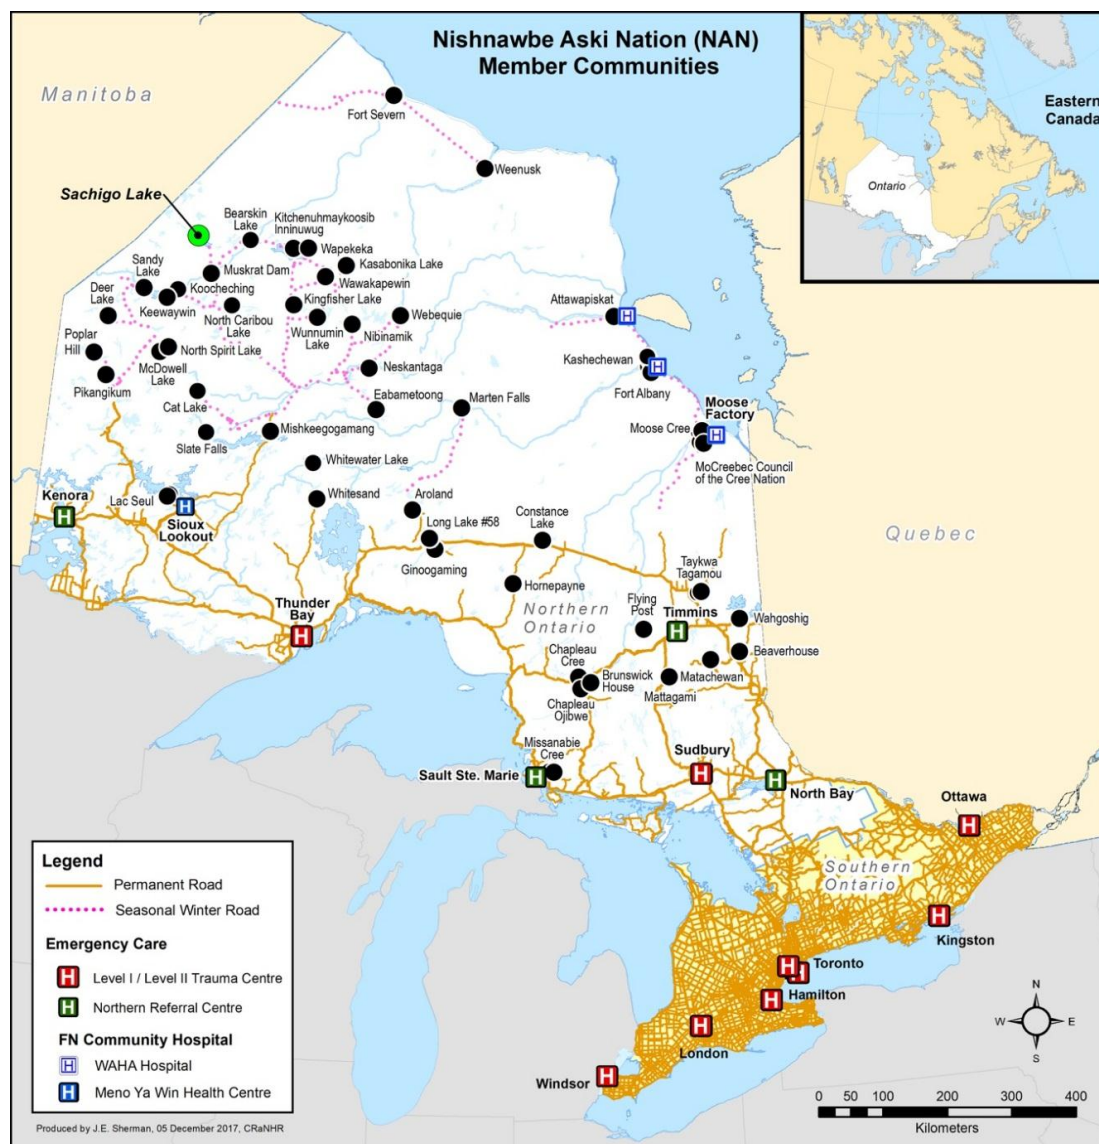 Nishnawbe Aski Nation (NAN)
Member Communities
Manitoba
Eastern
Canada
Ontario
Fort Severn
Weenusk
Sachigo Lake
Bearskin
Lake
Kitchenuhmaykoosib
Inninuwug
Wapekeka
Kasabonika Lake
Wawakapewin
Sandy
Lake
Muskrat Dam
Koocheching
Deer
Lake
Keewaywin
Kingfisher Lake
North Caribou
Lake
Webequie
Attawapiskat
Wunnumin
Lake
Nibinamik
Poplar
Hill
North Spirit Lake
McDowell
Lake
Neskantaga
Kashechewan
Pikangikum
Fort Albany
Cat Lake
Eabametoong
Marten Falls
Moose
Factory
Slate Falls
Mishkeegogamang
Moose Cree
Whitewater Lake
MoCreebec Council
of the Cree Nation
Kenora
Lac Seul
Sioux
Lookout
Whitesand
Aroland
Long Lake #58
Constance
Lake
Quebec
Ginoogaming
Hornepayne
Taykwa
Tagamou
Northern
Ontario
Flying
Post
Timmins
Wahgoshig
Thunder
Bay
Beaverhouse
Chapleau
Cree
Brunswick
House
Matachewan
Mattagami
Chapleau
Ojibwe
Missanabie
Cree
Sault Ste. Marie
Sudbury
North Bay
Ottawa
Southern
Ontario
Kingston
Toronto
Hamilton
London
Windsor
Legend
Permanent Road
Seasonal Winter Road
Emergency Care
H Level I / Level II Trauma Centre
H Northern Referral Centre
FN Community Hospital
H WAHA Hospital
H Meno Ya Win Health Centre
Produced by J.E. Sherman, 05 December 2017, CRaNHR
N
W E
S
0 50 100 200 300 400
Kilometers